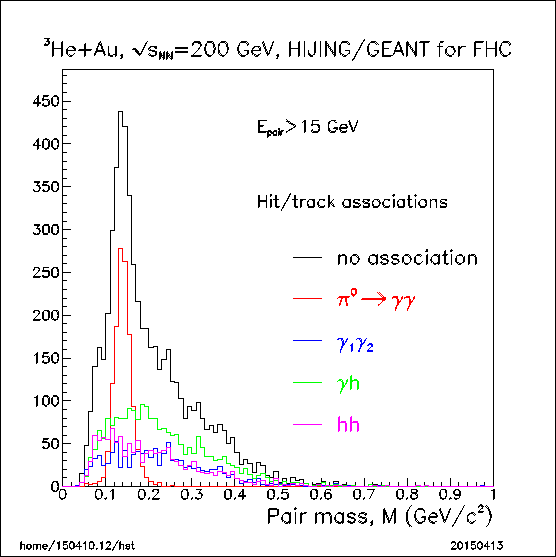 ³He+Au, √sNN=200 GeV, HIJING/GEANT for FHC
450
400
350
300
250
200
150
100
50
0
Epair>15 GeV
Hit/track associations
no association
π⁰→γγ
γ₁γ₂
γh
hh
0 0.1 0.2 0.3 0.4 0.5 0.6 0.7 0.8 0.9 1
Pair mass, M (GeV/c²)
home/150410.12/hst 20150413